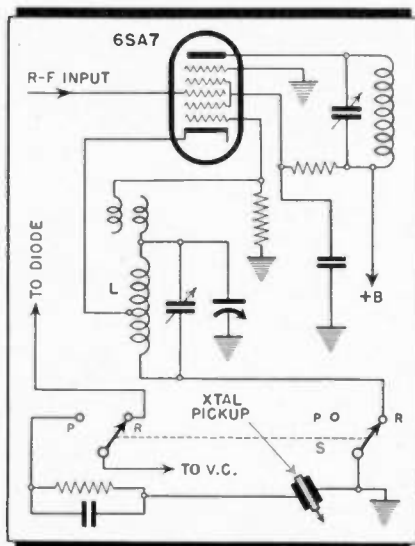 6SA7
R-F INPUT
TO DIODE
L
+B
XTAL
PICKUP
P
R
P
R
S
TO V.C.